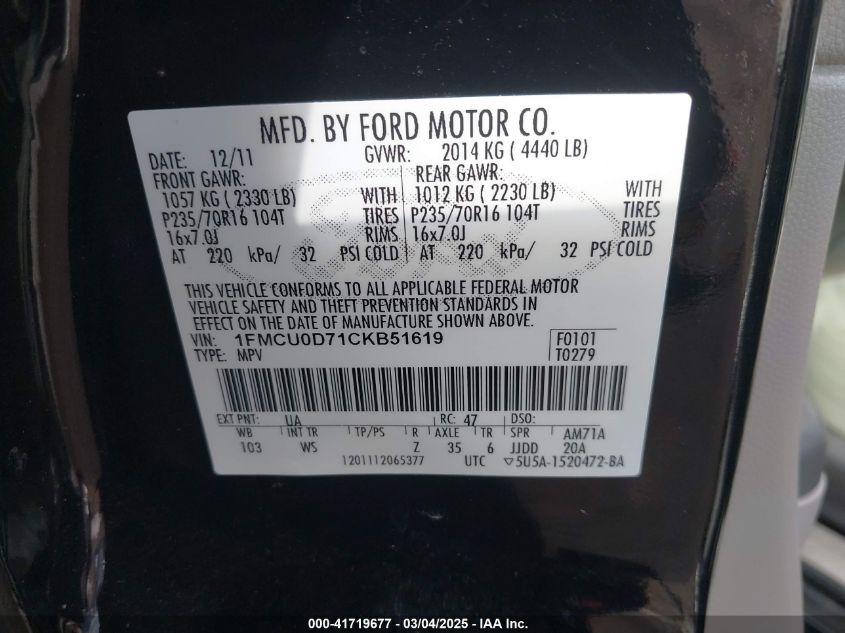 MFD. BY FORD MOTOR CO.
DATE: 12/11 GVWR: 2014 KG ( 4440 LB)
FRONT GAWR: REAR GAWR:
1057 KG ( 2330 LB) WITH 1012 KG ( 2230 LB) WITH
P235/70R16 104T TIRES P235/70R16 104T TIRES
16x7.0J RIMS 16x7.0J RIMS
AT 220 kPa/ 32 PSI COLD AT 220 kPa/ 32 PSI COLD
THIS VEHICLE CONFORMS TO ALL APPLICABLE FEDERAL MOTOR
VEHICLE SAFETY AND THEFT PREVENTION STANDARDS IN
EFFECT ON THE DATE OF MANUFACTURE SHOWN ABOVE.
VIN: 1FMCU0D71CKB51619 F0101
TYPE: MPV T0279
EXT PNT: UA RC: 47 DSO:
WB INT TR TP/PS R AXLE TR SPR AM71A
103 WS Z 35 6 JJDD 20A
1201112065377 UTC ▽5U5A-1520472-BA
000-41719677 - 03/04/2025 - IAA Inc.